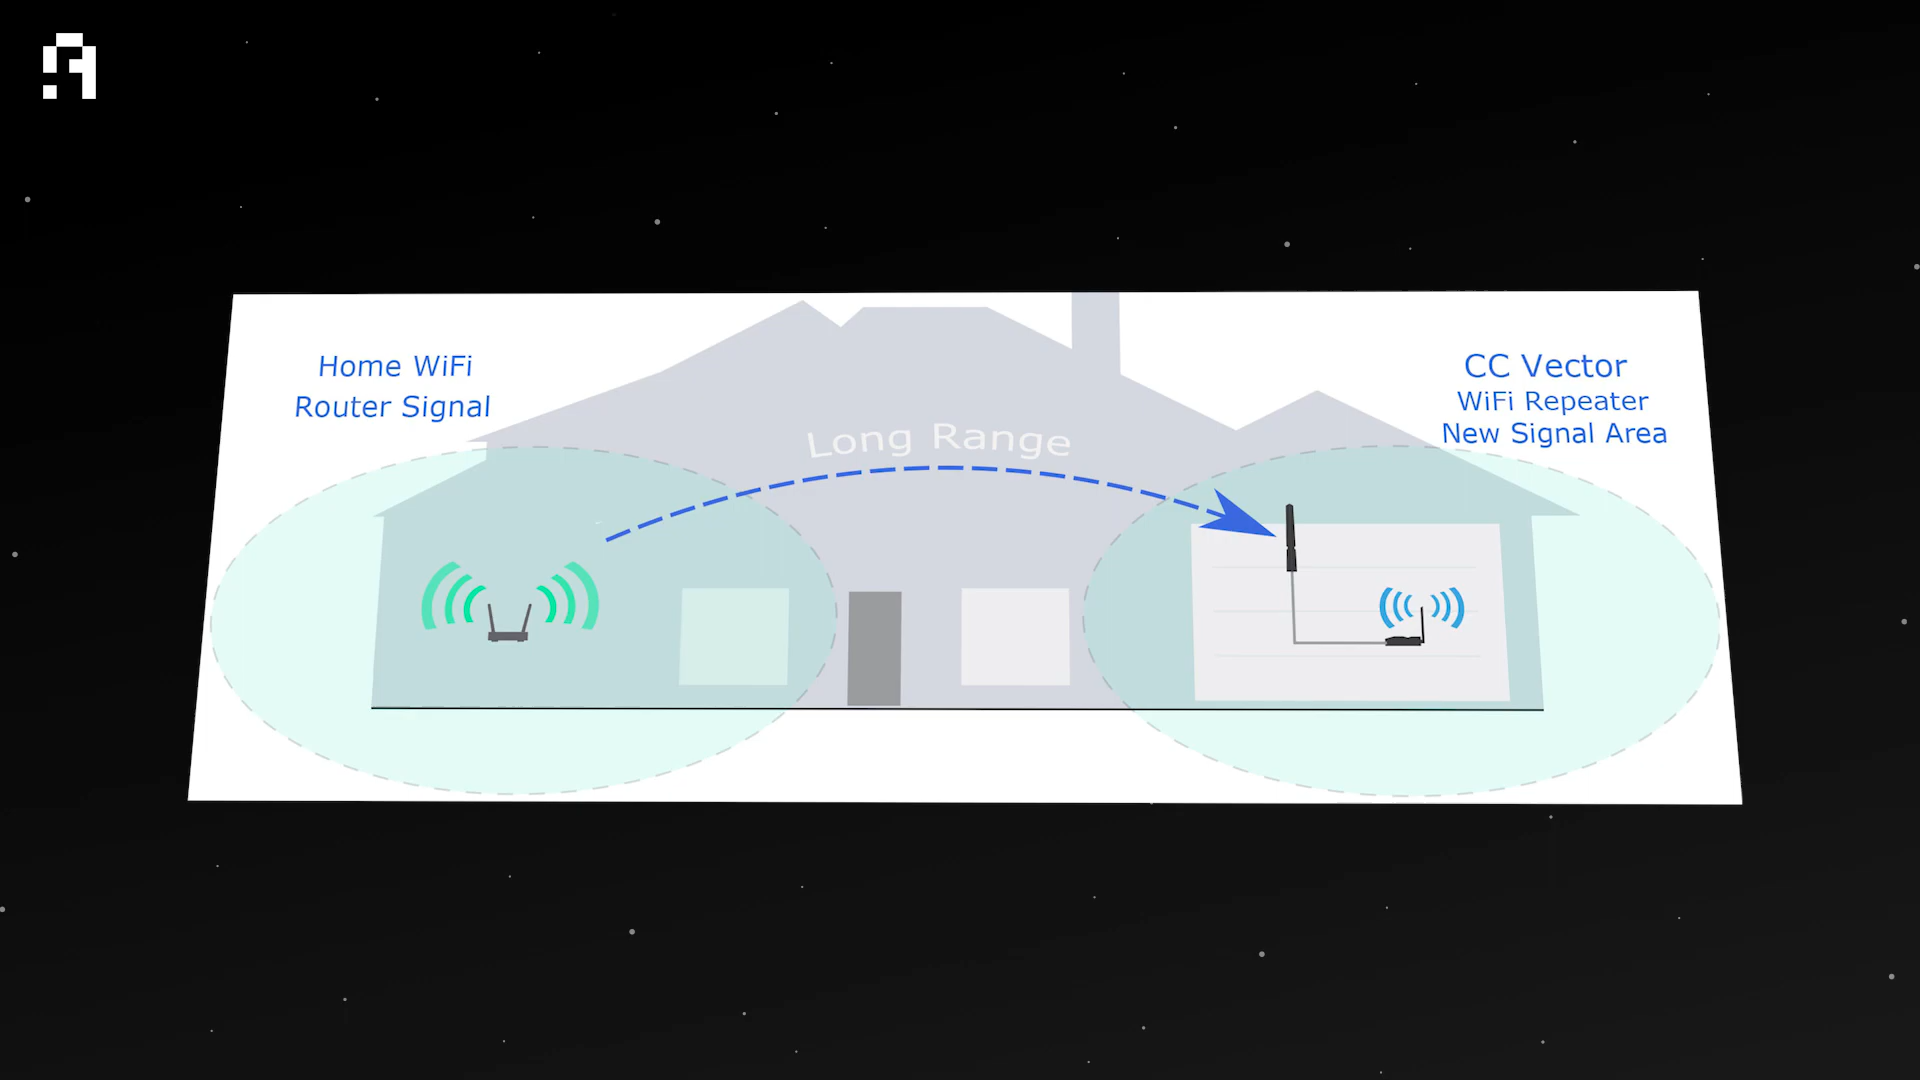 Home WiFi
Router Signal
Long Range
CC Vector
WiFi Repeater
New Signal Area